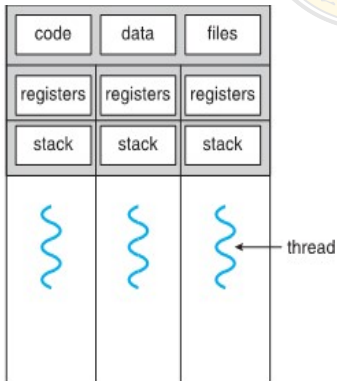 code data files
registers registers registers
stack stack stack
thread